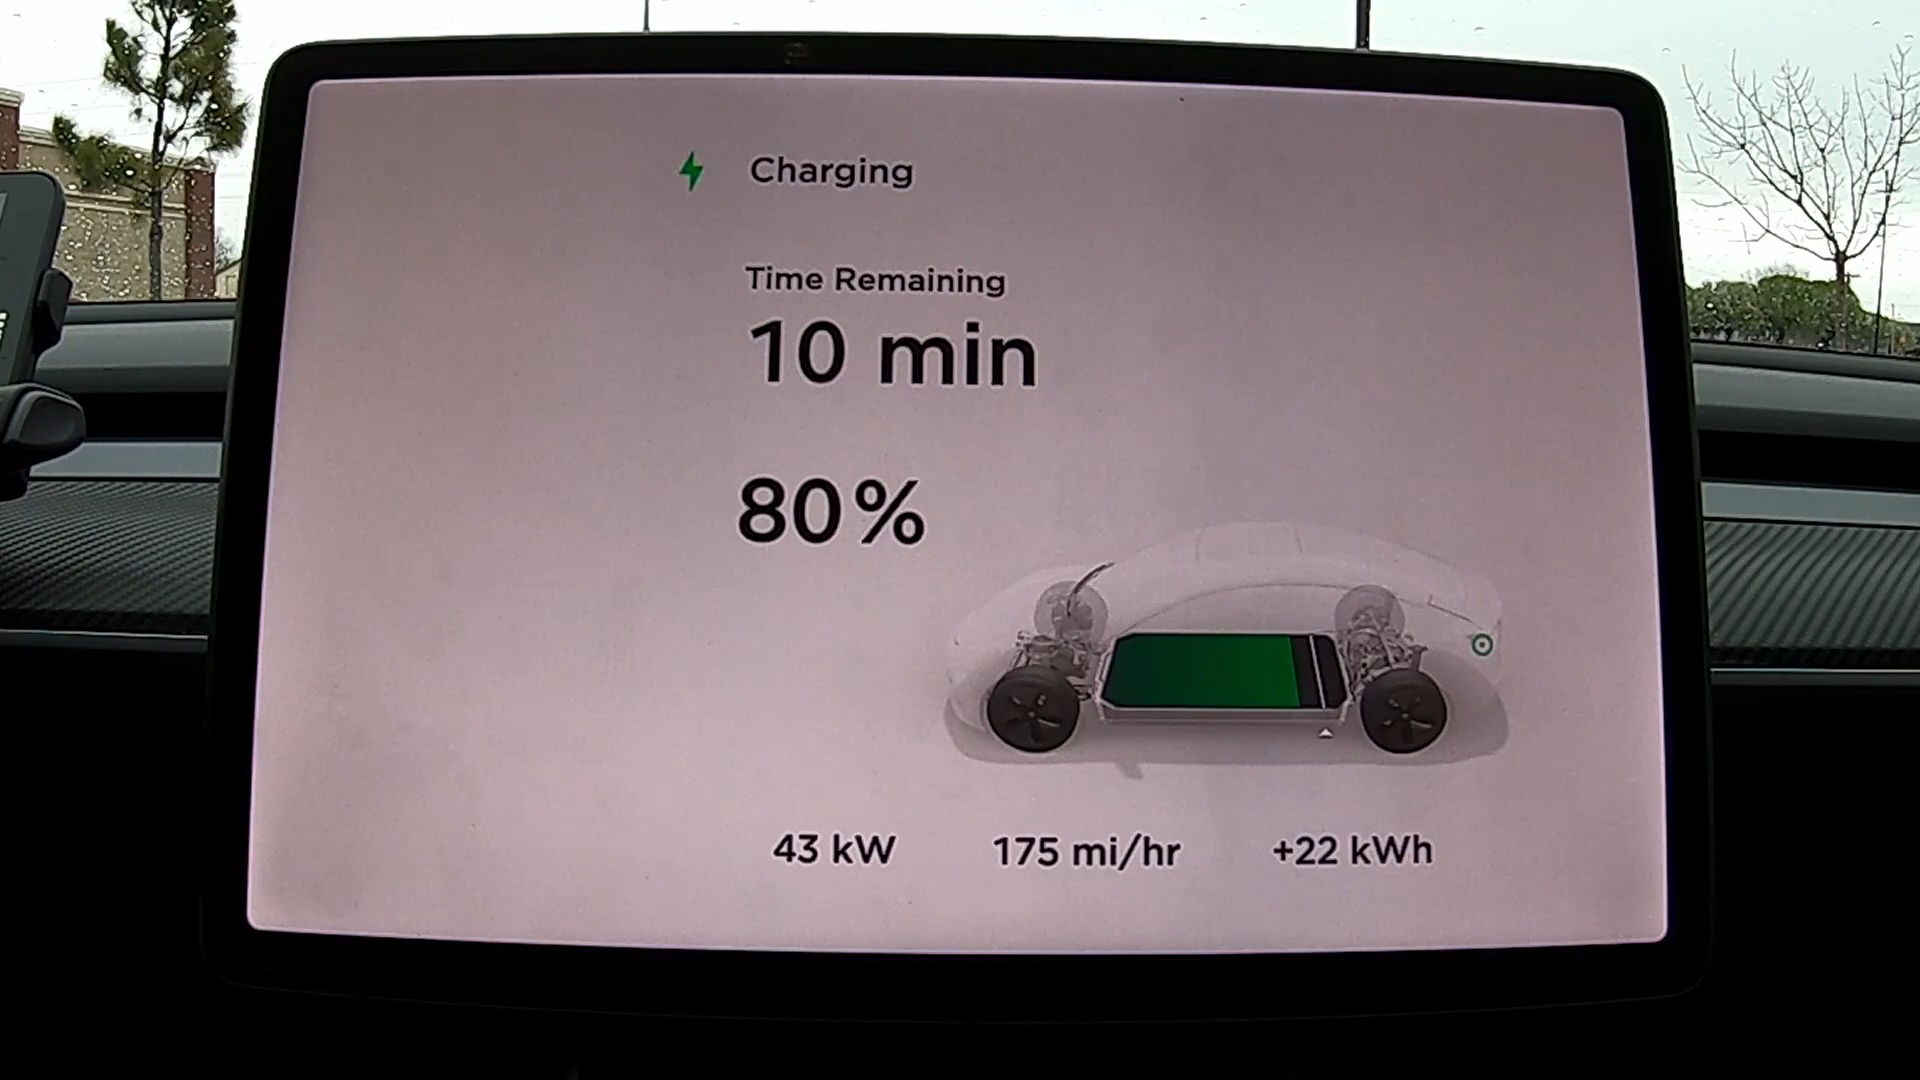 Charging
Time Remaining
10 min
80%
43 kW
175 mi/hr
+22 kWh